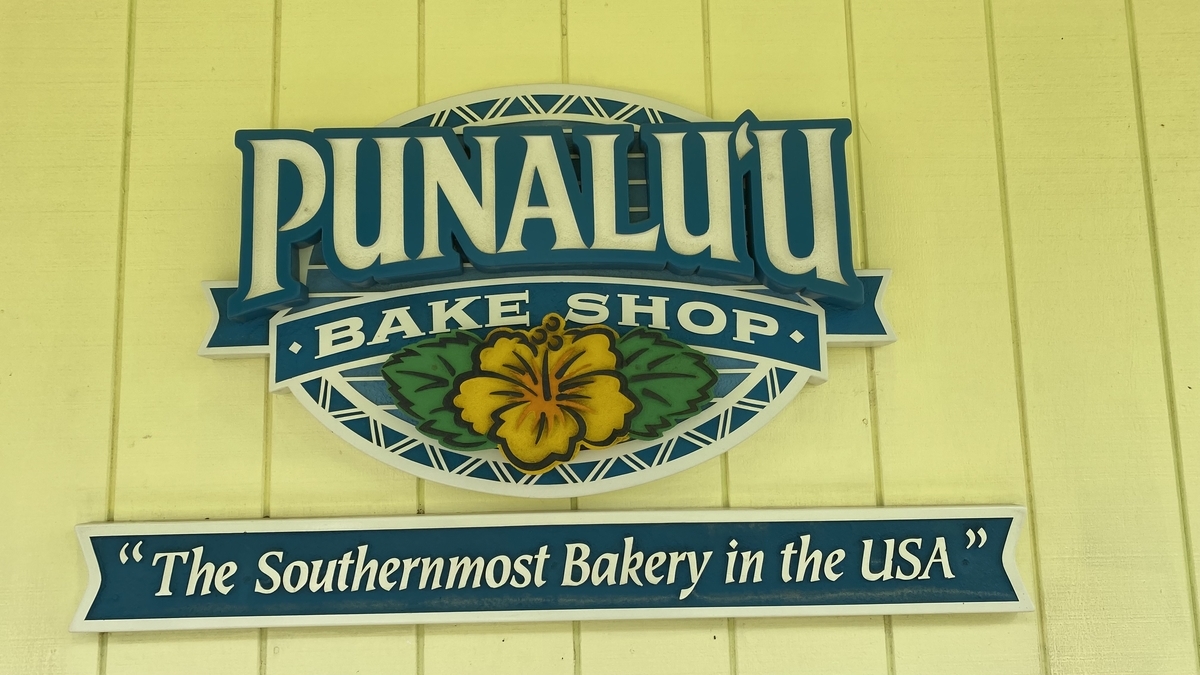 PUNALU‘U
BAKE SHOP
“The Southernmost Bakery in the USA”